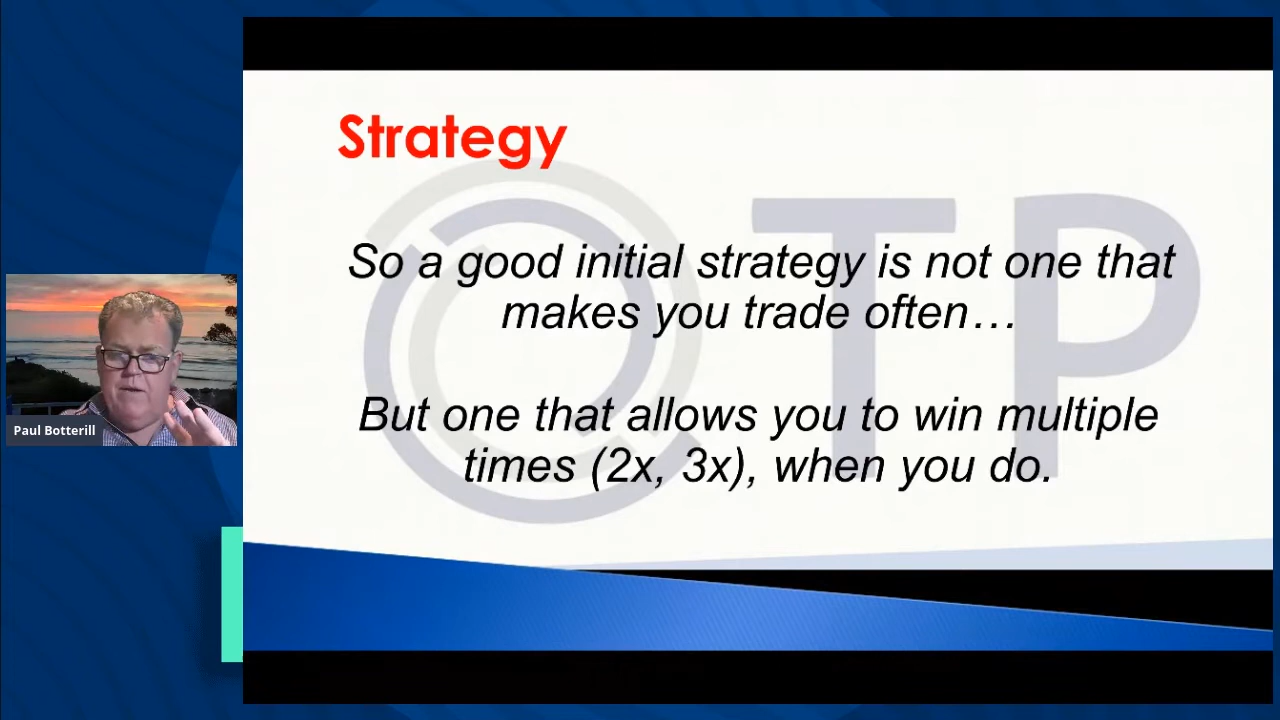 Strategy
So a good initial strategy is not one that
makes you trade often…
But one that allows you to win multiple
times (2x, 3x), when you do.
OTP
Paul Botterill